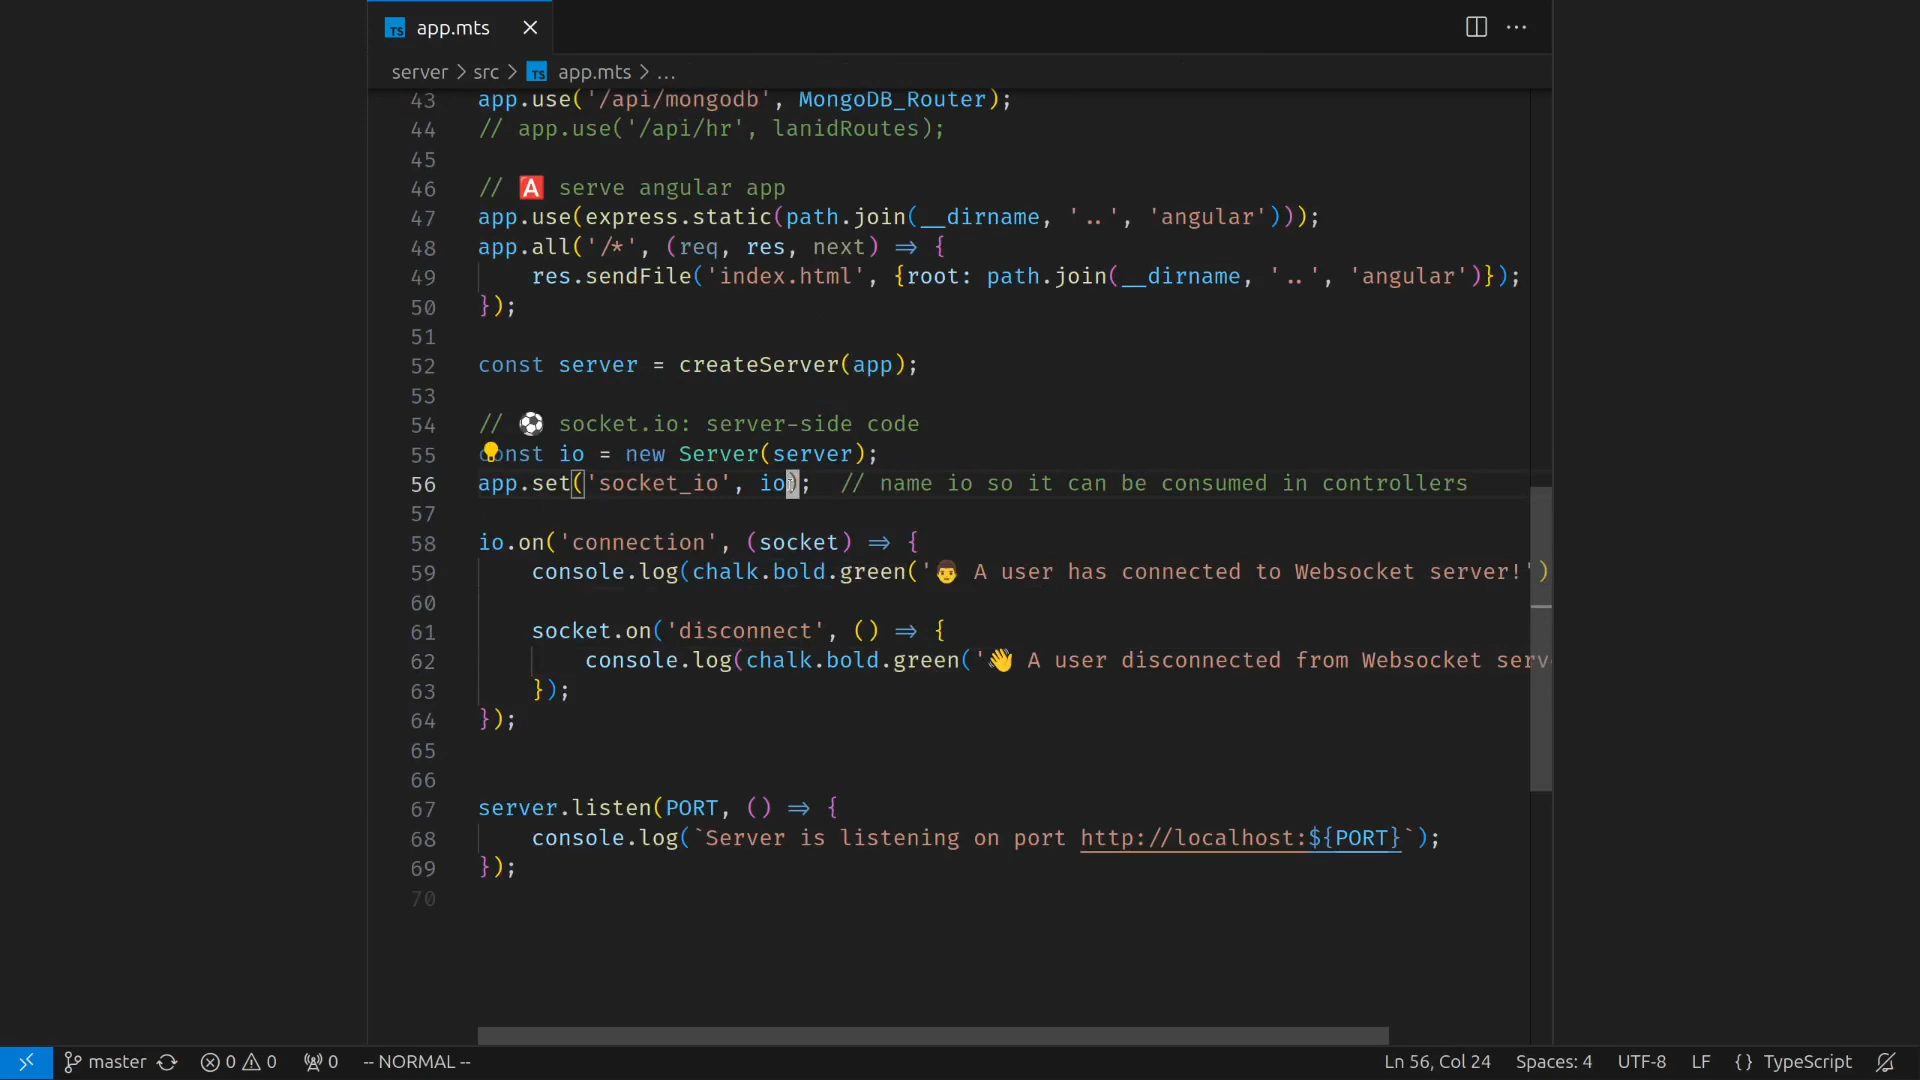 TS app.mts
server > src > TS app.mts > ...
43 app.use('/api/mongodb', MongoDB_Router);
44 // app.use('/api/hr', lanidRoutes);
45
46 // 🅰 serve angular app
47 app.use(express.static(path.join(__dirname, '..', 'angular')));
48 app.all('/*', (req, res, next) => {
49     res.sendFile('index.html', {root: path.join(__dirname, '..', 'angular')});
50 });
51
52 const server = createServer(app);
53
54 // ⚽ socket.io: server-side code
55 const io = new Server(server);
56 app.set('socket_io', io);  // name io so it can be consumed in controllers
57
58 io.on('connection', (socket) => {
59     console.log(chalk.bold.green('👨 A user has connected to Websocket server!')
60
61     socket.on('disconnect', () => {
62         console.log(chalk.bold.green('👋 A user disconnected from Websocket serv
63     });
64 });
65
66
67 server.listen(PORT, () => {
68     console.log(`Server is listening on port http://localhost:${PORT}`);
69 });
70
master 0 0 0 -- NORMAL -- Ln 56, Col 24 Spaces: 4 UTF-8 LF {} TypeScript